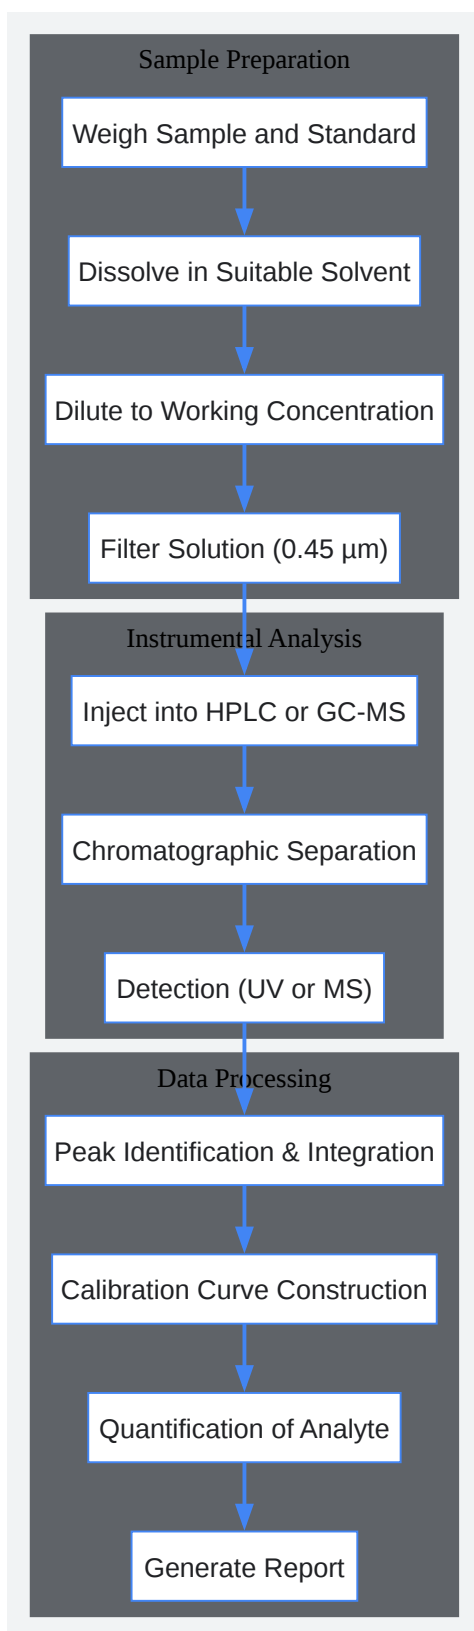 Sample Preparation
Weigh Sample and Standard
Dissolve in Suitable Solvent
Dilute to Working Concentration
Filter Solution (0.45 µm)
Instrumental Analysis
Inject into HPLC or GC-MS
Chromatographic Separation
Detection (UV or MS)
Data Processing
Peak Identification & Integration
Calibration Curve Construction
Quantification of Analyte
Generate Report